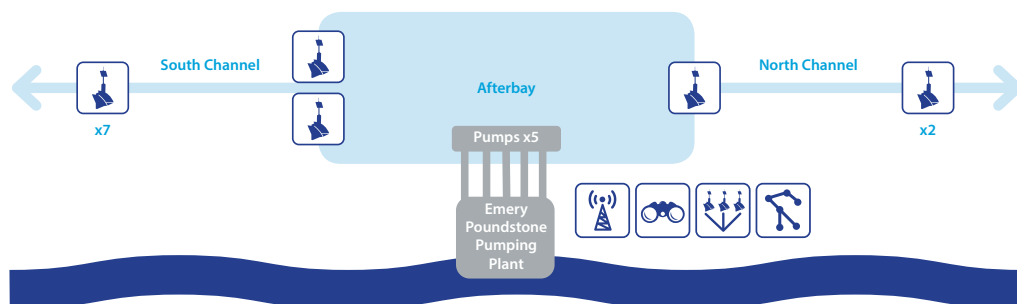 South Channel
Afterbay
North Channel
x7
x2
Pumps x5
Emery
Poundstone
Pumping
Plant